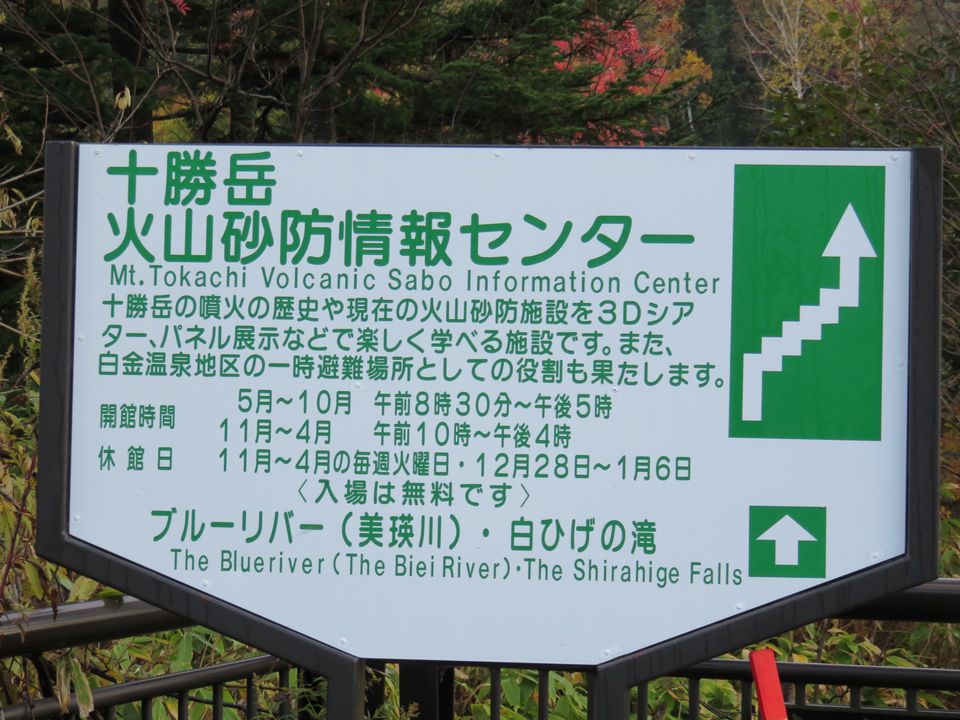 十勝岳
火山砂防情報センター
Mt.Tokachi Volcanic Sabo Information Center
十勝岳の噴火の歴史や現在の火山砂防施設を3Dシア
ター、パネル展示などで楽しく学べる施設です。また、
白金温泉地区の一時避難場所としての役割も果たします。
開館時間 5月～10月 午前8時30分～午後5時
11月～4月 午前10時～午後4時
休館日 11月～4月の毎週火曜日・12月28日～1月6日
〈入場は無料です〉
ブルーリバー(美瑛川)・白ひげの滝
The Blueriver(The Biei River)・The Shirahige Falls